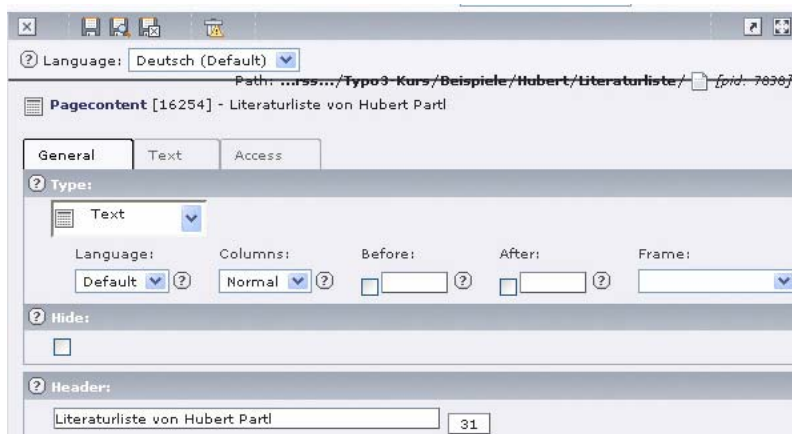 Language: Deutsch (Default)
Path: ...rss.../Typo3-Kurs/Beispiele/Hubert/Literaturliste/ [pid: 7838]
Pagecontent [16254] - Literaturliste von Hubert Partl
General Text Access
Type:
Text
Language: Columns: Before: After: Frame:
Default Normal
Hide:
Header:
Literaturliste von Hubert Partl 31